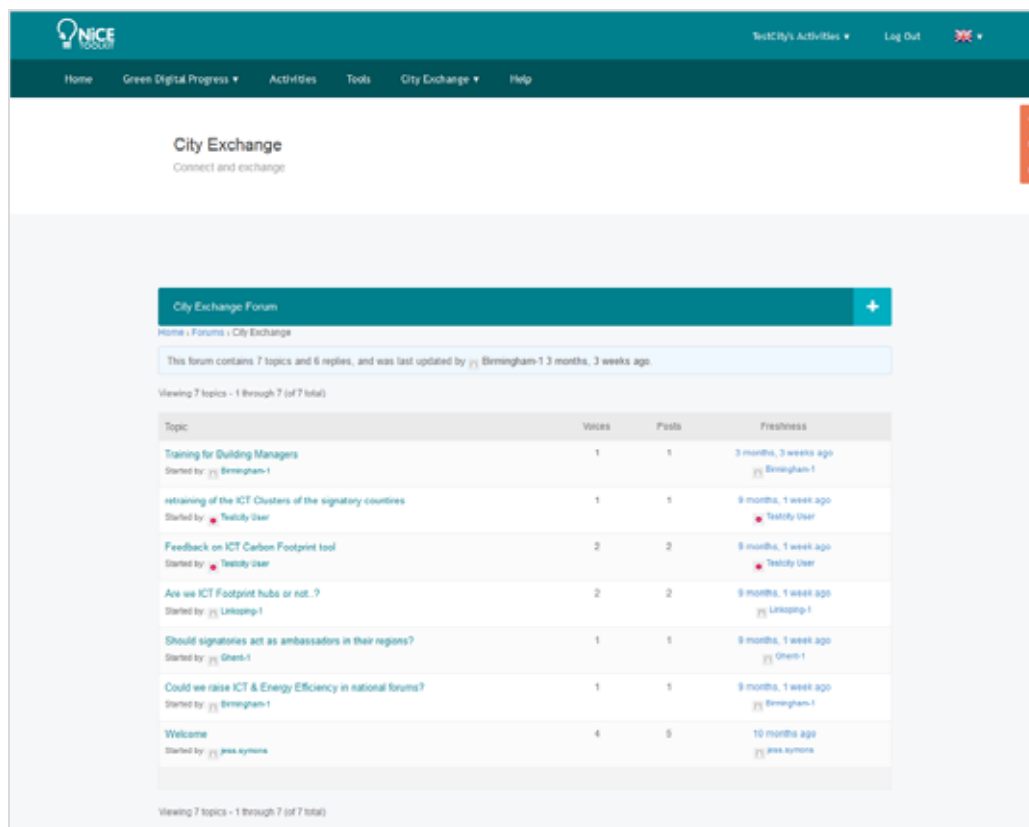 NiCE
TOOLKIT
TestCity's Activities ▾ Log Out
Home Green Digital Progress ▾ Activities Tools City Exchange ▾ Help
City Exchange
Connect and exchange
City Exchange Forum +
Home › Forums › City Exchange
This forum contains 7 topics and 6 replies, and was last updated by Birmingham-1 3 months, 3 weeks ago.
Viewing 7 topics - 1 through 7 (of 7 total)
Topic Voices Posts Freshness
Training for Building Managers 1 1 3 months, 3 weeks ago
Started by: Birmingham-1 Birmingham-1
retraining of the ICT Clusters of the signatory countires 1 1 9 months, 1 week ago
Started by: Testcity User Testcity User
Feedback on ICT Carbon Footprint tool 2 2 9 months, 1 week ago
Started by: Testcity User Testcity User
Are we ICT Footprint hubs or not..? 2 2 9 months, 1 week ago
Started by: Linkoping-1 Linkoping-1
Should signatories act as ambassadors in their regions? 1 1 9 months, 1 week ago
Started by: Ghent-1 Ghent-1
Could we raise ICT & Energy Efficiency in national forums? 1 1 9 months, 1 week ago
Started by: Birmingham-1 Birmingham-1
Welcome 4 5 10 months ago
Started by: jess.symons jess.symons
Viewing 7 topics - 1 through 7 (of 7 total)